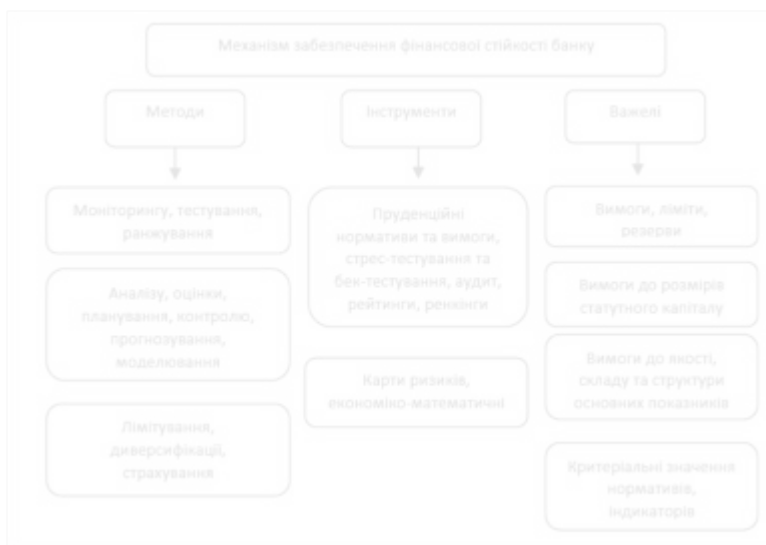 Механізм забезпечення фінансової стійкості банку
Методи
Інструменти
Важелі
Моніторингу, тестування,
ранжування
Аналізу, оцінки,
планування, контролю,
прогнозування,
моделювання
Лімітування,
диверсифікації,
страхування
Пруденційні
нормативи та вимоги,
стрес-тестування та
бек-тестування, аудит,
рейтинги, ренкінги
Карти ризиків,
економіко-математичні
Вимоги, ліміти,
резерви
Вимоги до розмірів
статутного капіталу
Вимоги до якості,
складу та структури
основних показників
Критеріальні значення
нормативів,
індикаторів